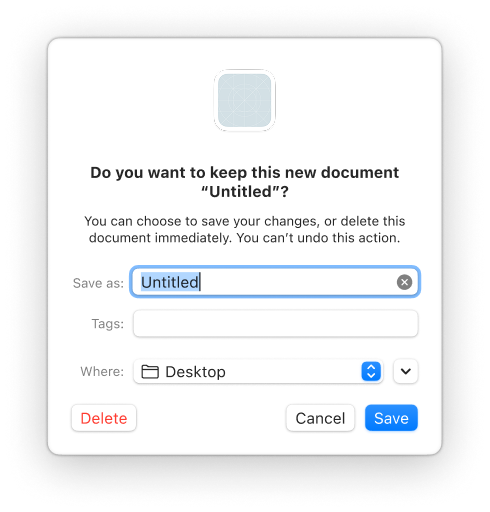 Do you want to keep this new document
“Untitled”?
You can choose to save your changes, or delete this
document immediately. You can’t undo this action.
Save as: Untitled
Tags:
Where: Desktop
Delete Cancel Save